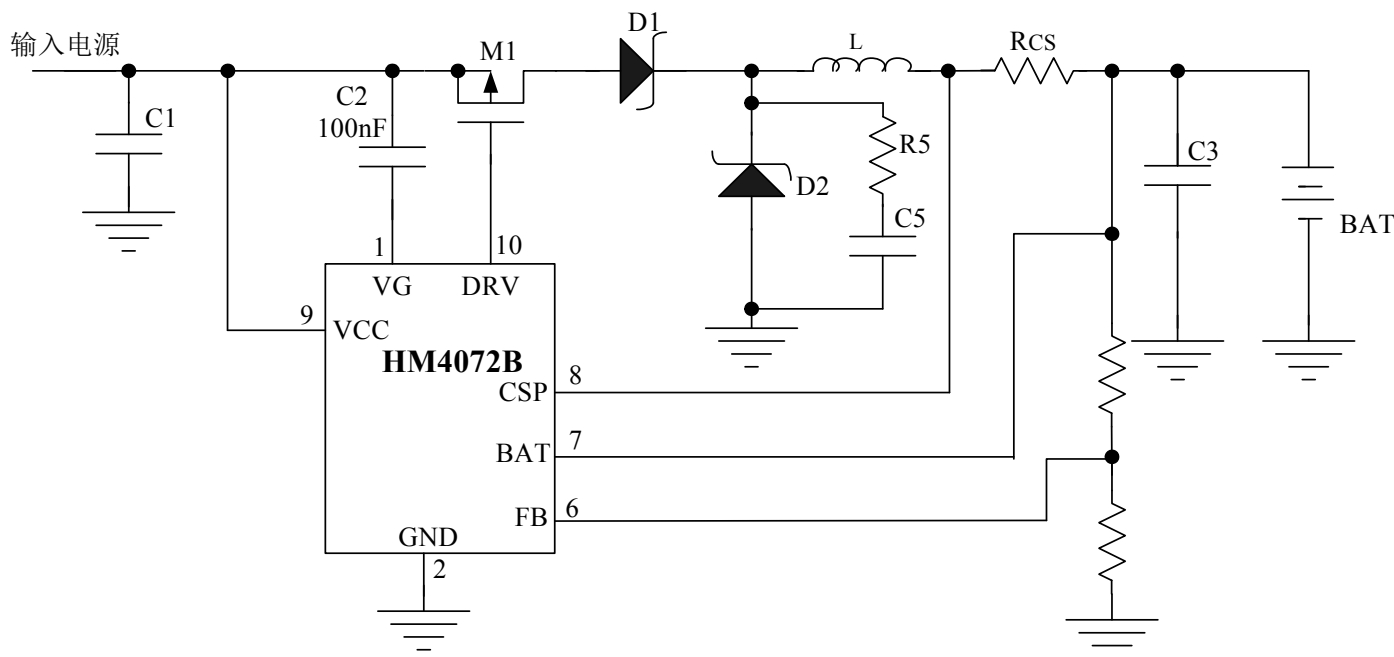 输入电源
D1
M1
L
RCS
C2
100nF
C1
R5
C3
D2
C5
BAT
1
10
VG
DRV
9
VCC
HM4072B
8
CSP
7
BAT
6
FB
GND
2